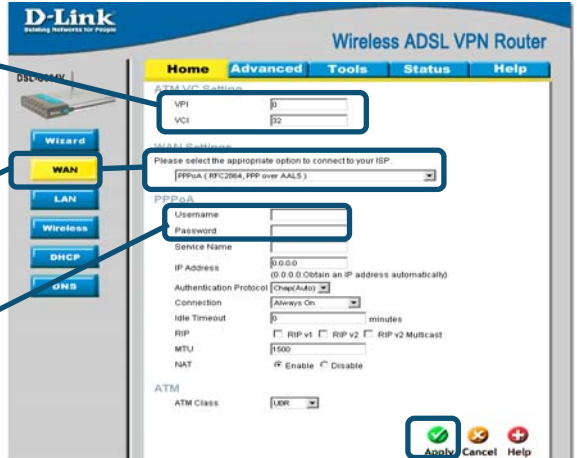 D-Link
Building Networks for People
Wireless ADSL VPN Router
Home Advanced Tools Status Help
ATM VC Setting
VPI 0
VCI 32
Wizard
WAN
LAN
Wireless
DHCP
DNS
WAN Settings
Please select the appropriate option to connect to your ISP.
PPPoA ( RFC2864, PPP over AAL5 )
PPPoA
Username
Password
Service Name
IP Address 0.0.0.0
(0.0.0.0:Obtain an IP address automatically)
Authentication Protocol Chap(Auto)
Connection Always On
Idle Timeout 0 minutes
RIP RIP v1 RIP v2 RIP v2 Multicast
MTU 1500
NAT Enable Disable
ATM
ATM Class UBR
Apply Cancel Help